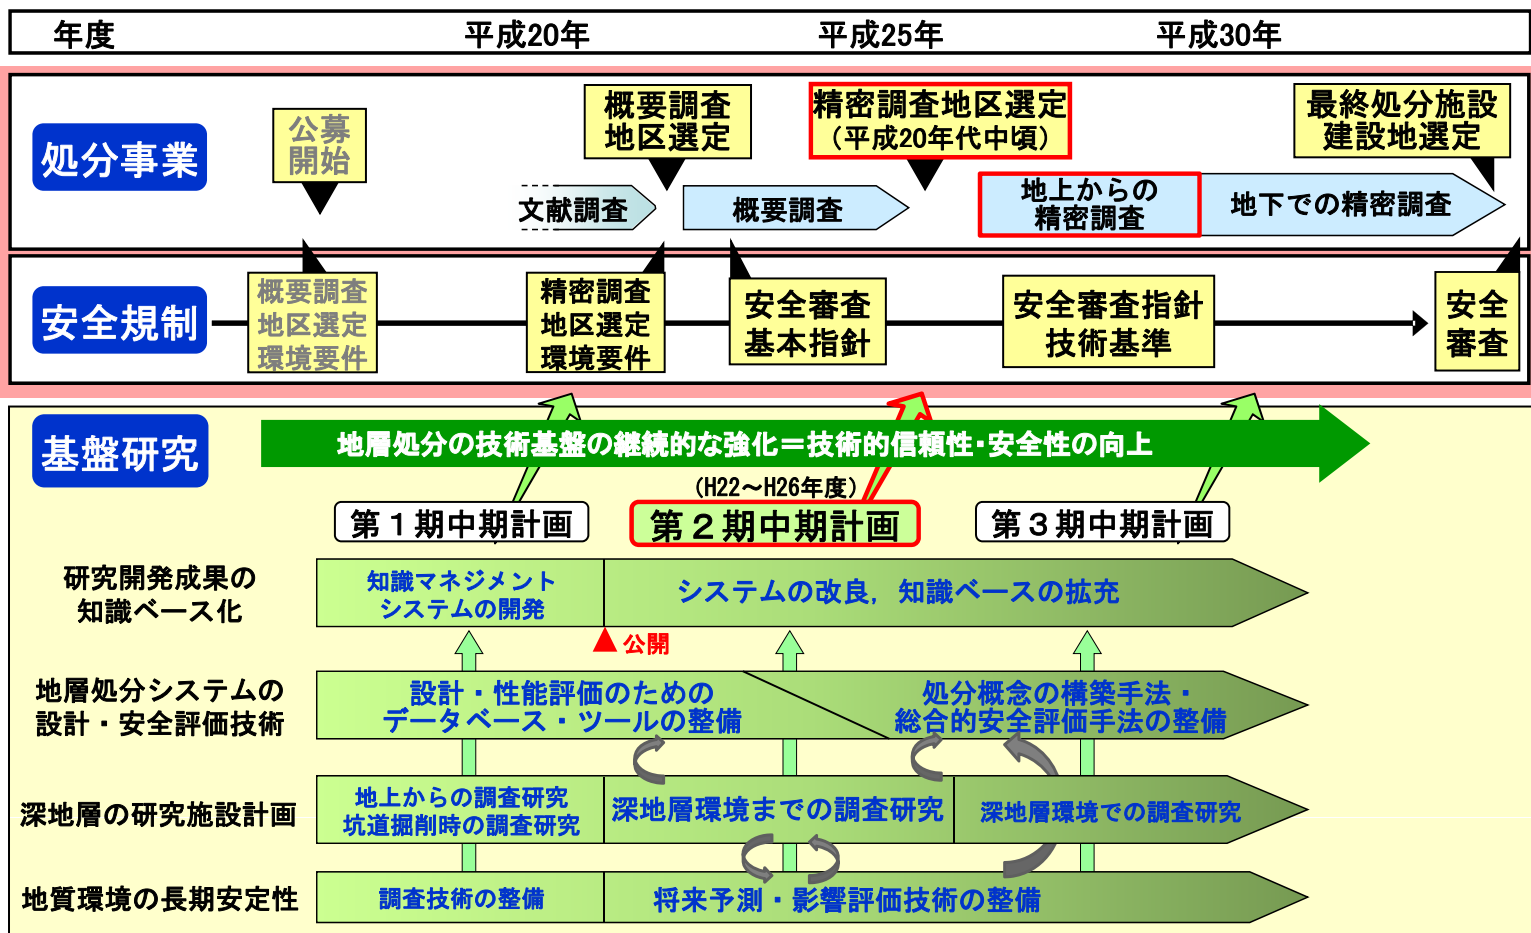 年度
平成20年
平成25年
平成30年
処分事業
公募
開始
概要調査
地区選定
精密調査地区選定
（平成20年代中頃）
最終処分施設
建設地選定
文献調査
概要調査
地上からの
精密調査
地下での精密調査
安全規制
概要調査
地区選定
環境要件
精密調査
地区選定
環境要件
安全審査
基本指針
安全審査指針
技術基準
安全
審査
基盤研究
地層処分の技術基盤の継続的な強化＝技術的信頼性・安全性の向上
（H22～H26年度）
第１期中期計画
第２期中期計画
第３期中期計画
研究開発成果の
知識ベース化
知識マネジメント
システムの開発
システムの改良，知識ベースの拡充
公開
地層処分システムの
設計・安全評価技術
設計・性能評価のための
データベース・ツールの整備
処分概念の構築手法・
総合的安全評価手法の整備
深地層の研究施設計画
地上からの調査研究
坑道掘削時の調査研究
深地層環境までの調査研究
深地層環境での調査研究
地質環境の長期安定性
調査技術の整備
将来予測・影響評価技術の整備